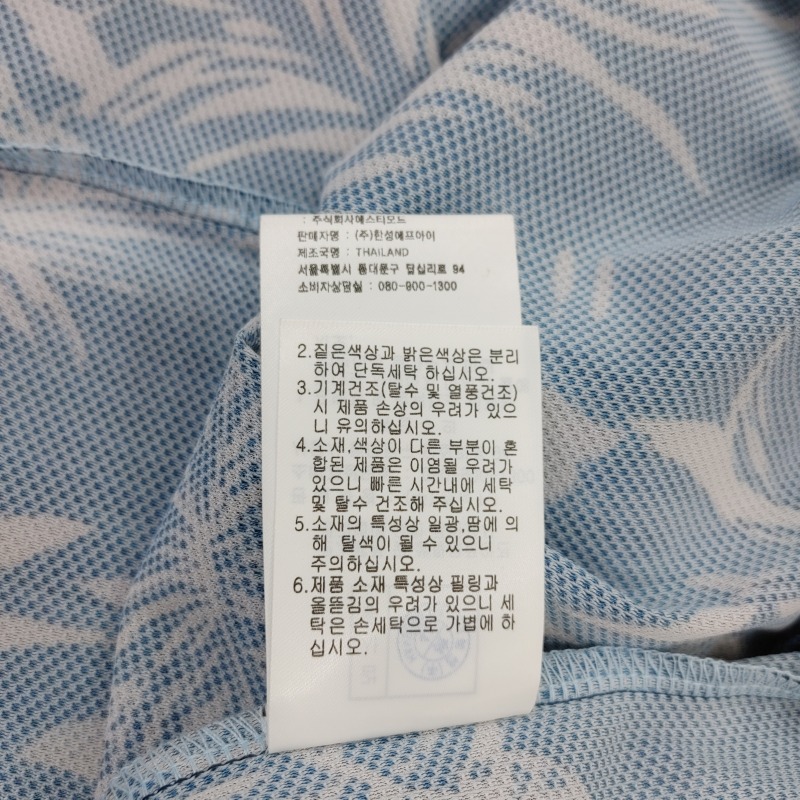 : 주식회사에스티모드
판매자명 : (주)한성에프아이
제조국명 : THAILAND
서울특별시 동대문구 답십리로 94
소비자상담실 : 080-900-1300
2.짙은색상과 밝은색상은 분리
하여 단독세탁 하십시오.
3.기계건조(탈수 및 열풍건조)
시 제품 손상의 우려가 있으
니 유의하십시오.
4.소재,색상이 다른 부분이 혼
합된 제품은 이염될 우려가
있으니 빠른 시간내에 세탁
및 탈수 건조해 주십시오.
5.소재의 특성상 일광,땀에 의
해 탈색이 될 수 있으니
주의하십시오.
6.제품 소재 특성상 필링과
올뜯김의 우려가 있으니 세
탁은 손세탁으로 가볍에 하
십시오.